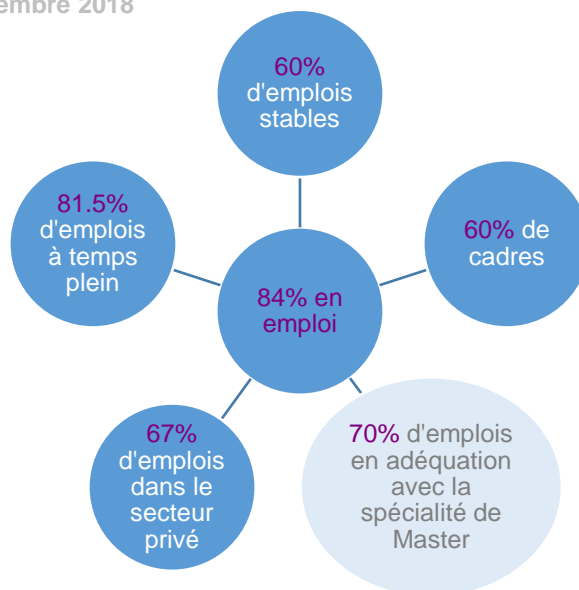 2018
60%
d'emplois
stables
81.5%
d'emplois
à temps
plein
60% de
cadres
84% en
emploi
67%
d'emplois
dans le
secteur
privé
70% d'emplois
en adéquation
avec la
spécialité de
Master